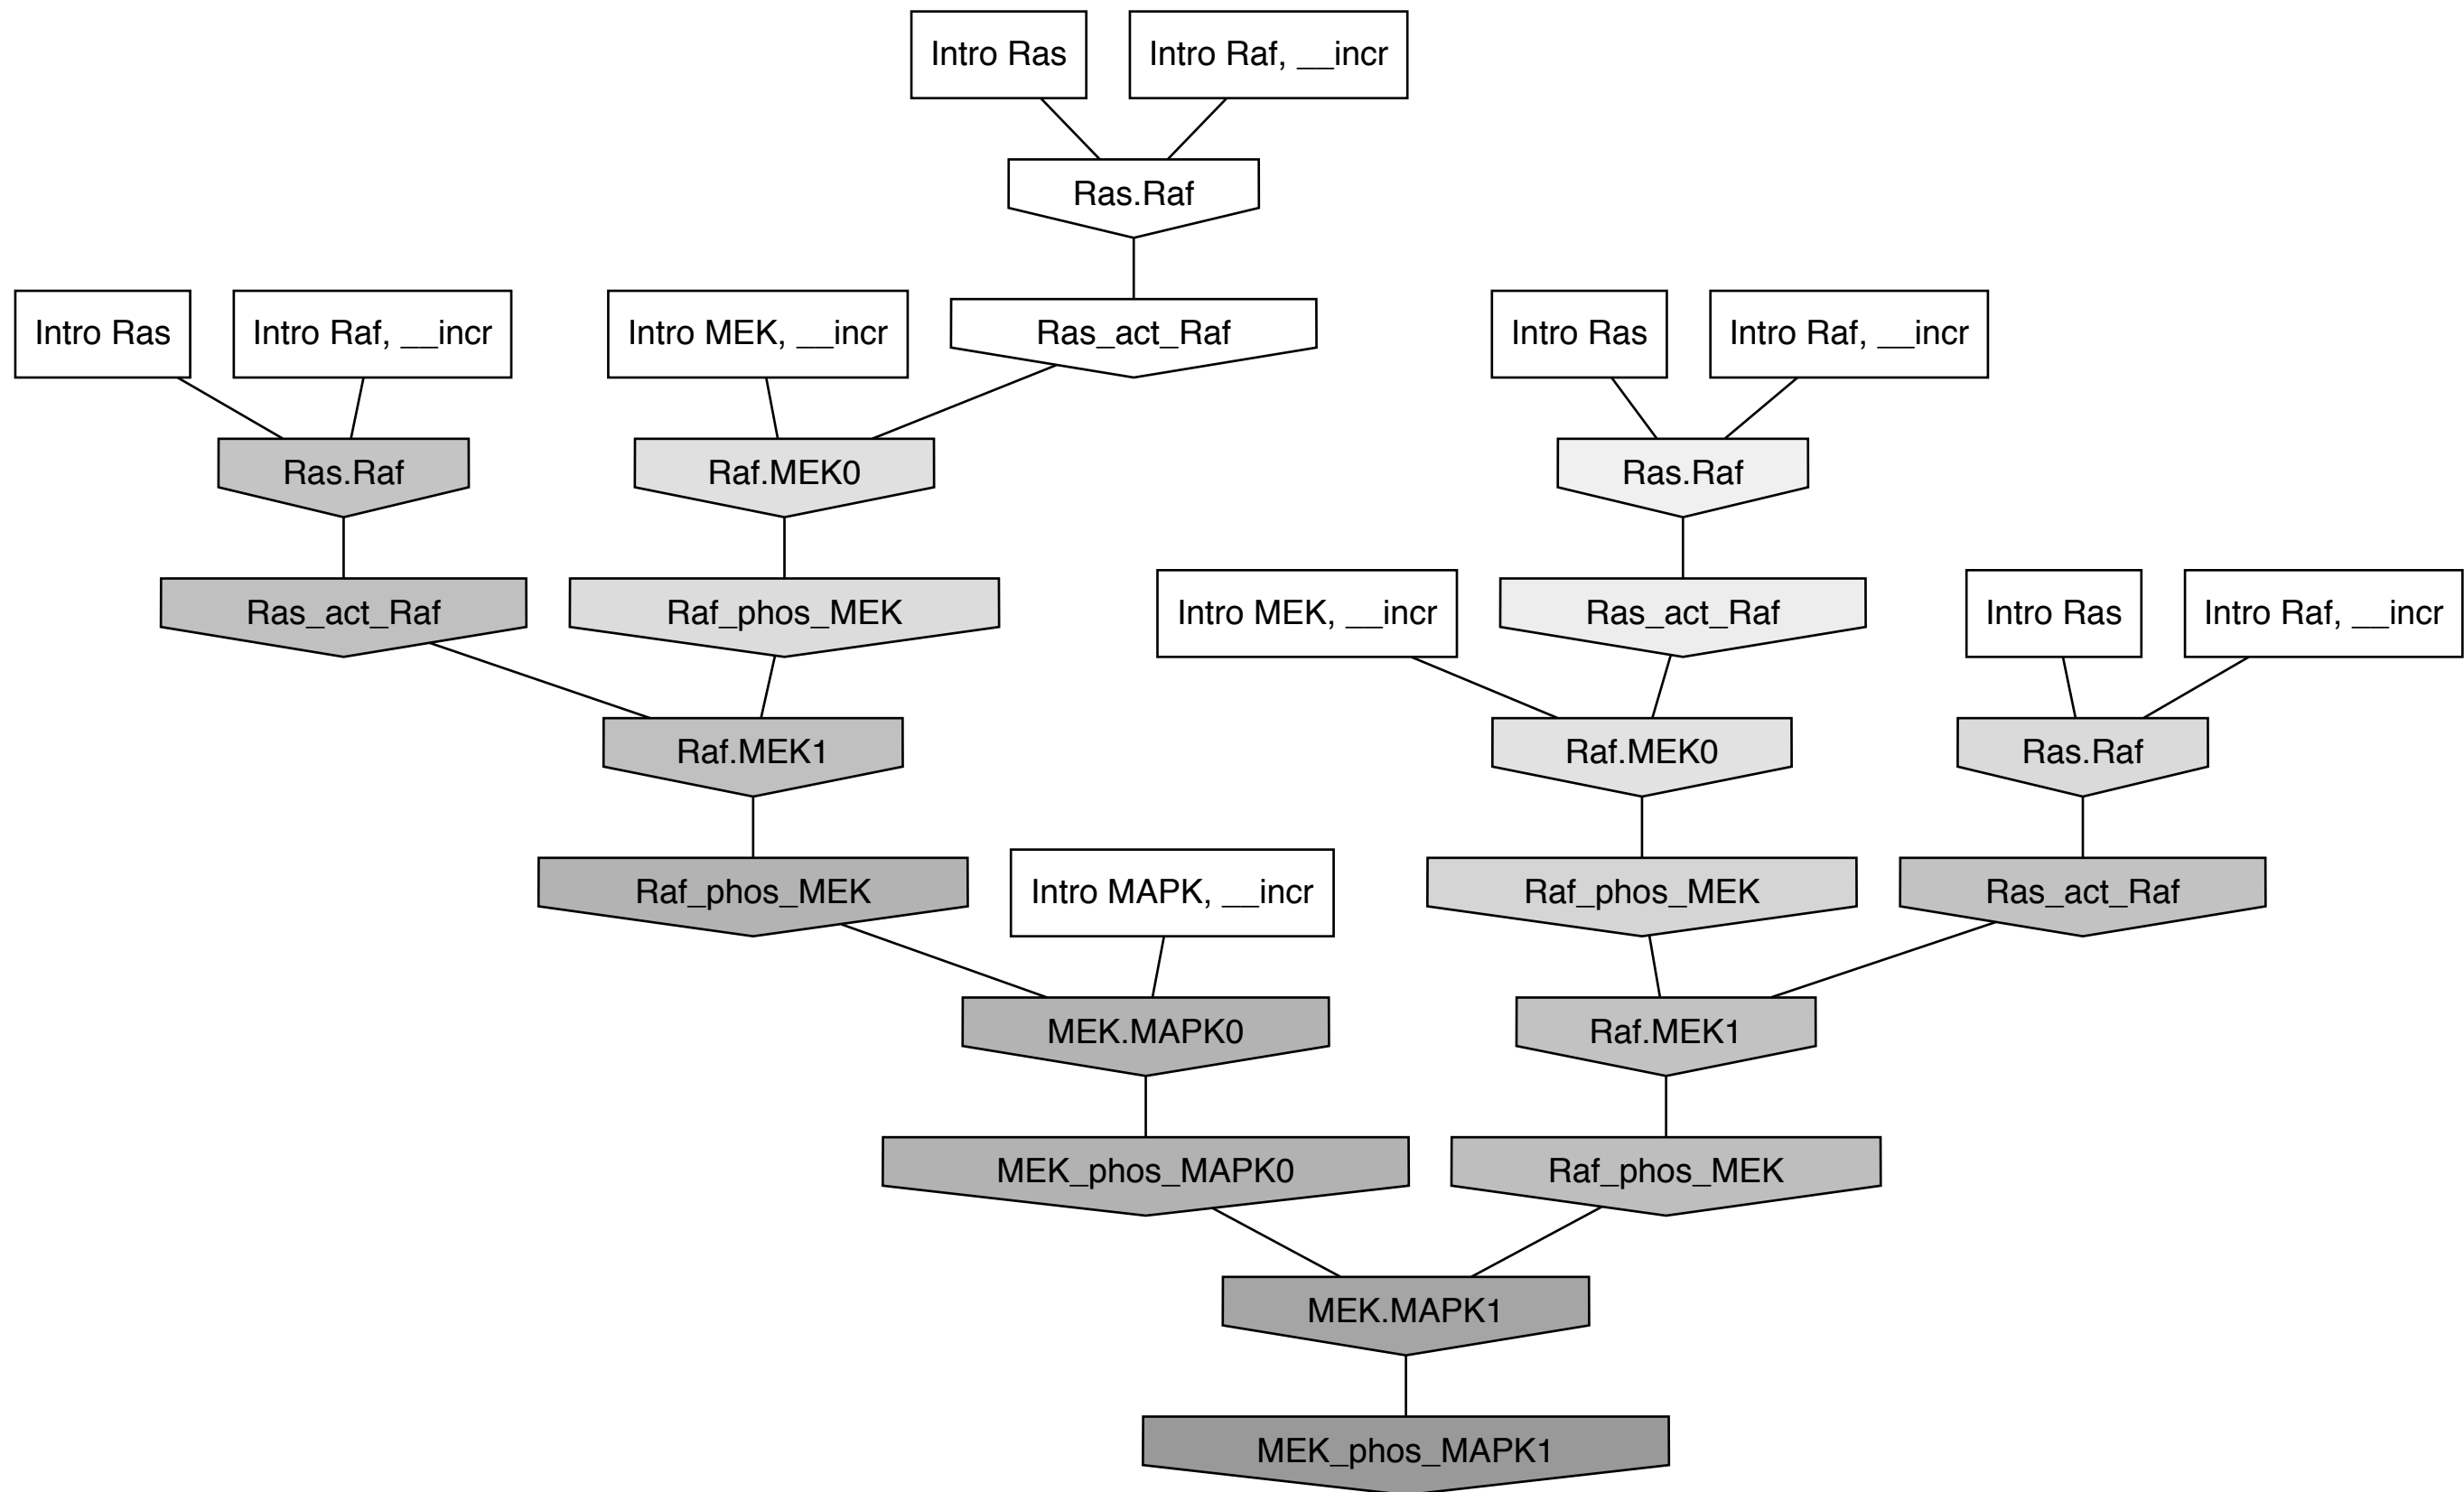 Intro Ras
Intro Raf, __incr
Ras.Raf
Intro Ras
Intro Raf, __incr
Intro MEK, __incr
Ras_act_Raf
Intro Ras
Intro Raf, __incr
Ras.Raf
Raf.MEK0
Ras.Raf
Ras_act_Raf
Raf_phos_MEK
Intro MEK, __incr
Ras_act_Raf
Intro Ras
Intro Raf, __incr
Raf.MEK1
Raf.MEK0
Ras.Raf
Raf_phos_MEK
Intro MAPK, __incr
Raf_phos_MEK
Ras_act_Raf
MEK.MAPK0
Raf.MEK1
MEK_phos_MAPK0
Raf_phos_MEK
MEK.MAPK1
MEK_phos_MAPK1